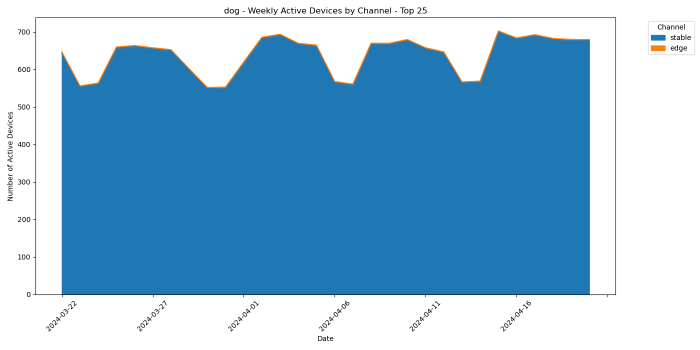 dog - Weekly Active Devices by Channel - Top 25
Channel
stable
edge
Number of Active Devices
700
600
500
400
300
200
100
0
2024-03-22
2024-03-27
2024-04-01
2024-04-06
2024-04-11
2024-04-16
Date